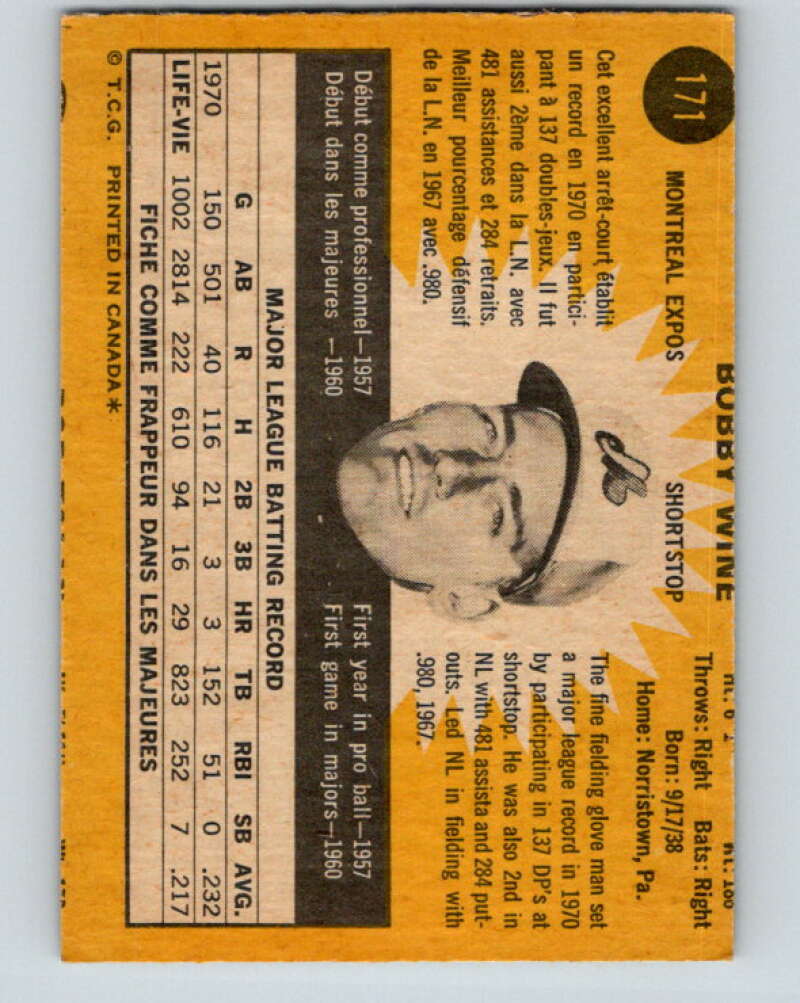 171
BOBBY WINE
MONTREAL EXPOS
SHORTSTOP
Throws: Right Bats: Right
Born: 9/17/38
Home: Norristown, Pa.
Cet excellent arrêt-court établit
un record en 1970 en partici-
pant à 137 doubles-jeux. Il fut
aussi 2ème dans la L.N. avec
481 assistances et 284 retraits.
Meilleur pourcentage défensif
de la L.N. en 1967 avec .980.
The fine fielding glove man set
a major league record in 1970
by participating in 137 DP's at
shortstop. He was also 2nd in
NL with 481 assista and 284 put-
outs. Led NL in fielding with
.980, 1967.
Début comme professionnel—1957
Début dans les majeures —1960
First year in pro ball—1957
First game in majors—1960
MAJOR LEAGUE BATTING RECORD
G AB R H 2B 3B HR TB RBI SB AVG.
1970 150 501 40 116 21 3 3 152 51 0 .232
LIFE-VIE 1002 2814 222 610 94 16 29 823 252 7 .217
FICHE COMME FRAPPEUR DANS LES MAJEURES
© T.C.G. PRINTED IN CANADA*